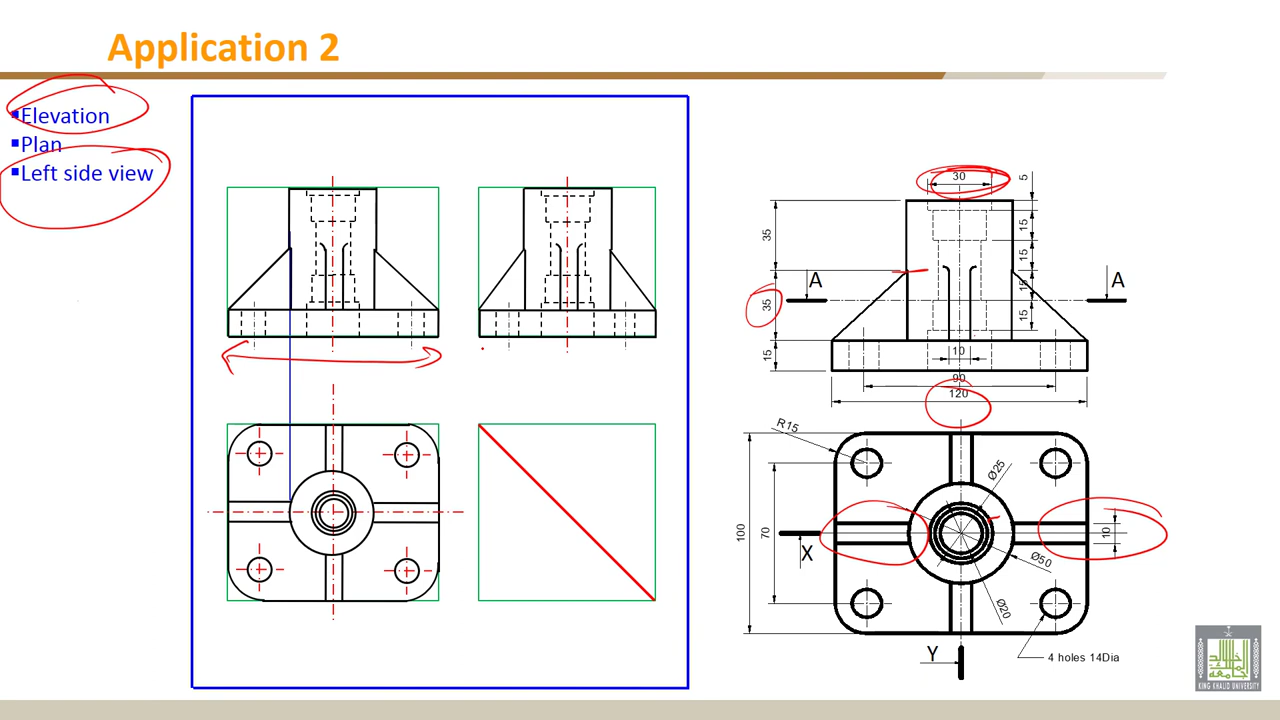 Application 2
▪Elevation
▪Plan
▪Left side view
30
5
35
15
15
A
A
15
35
15
15
10
90
120
R15
Ø25
100
70
10
X
Ø50
Ø20
Y
4 holes 14Dia
KING KHALID UNIVERSITY